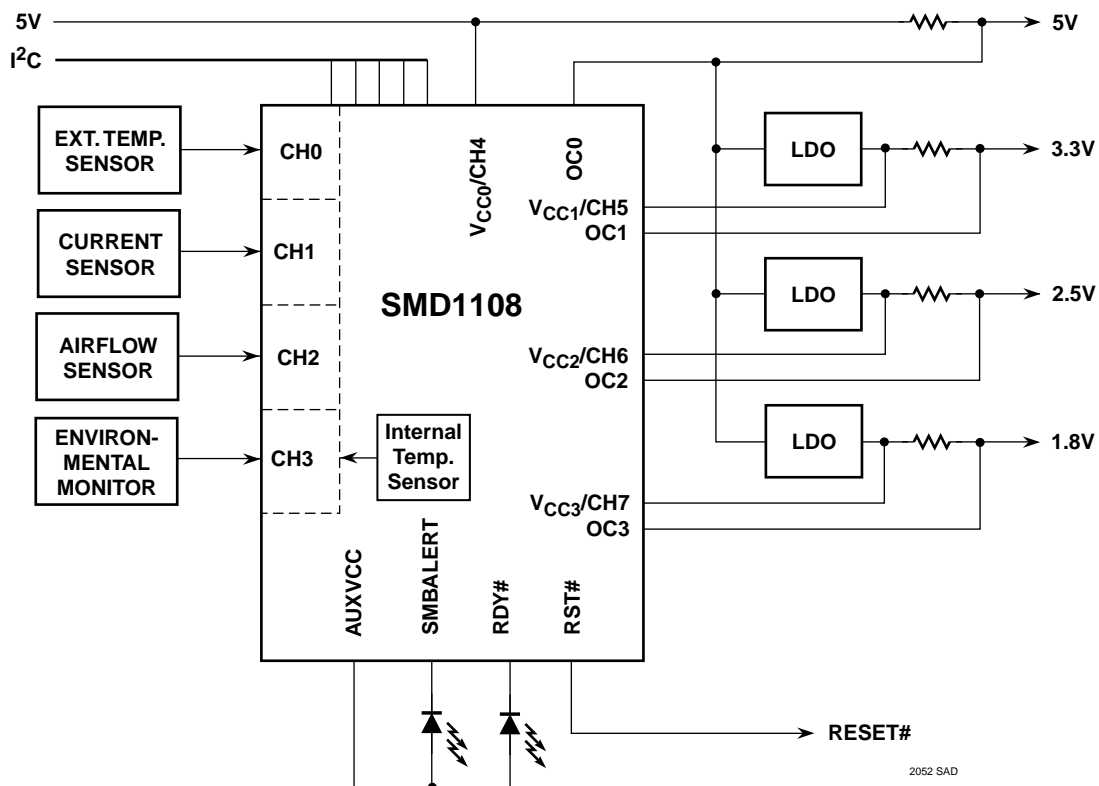 5V
5V
I2C
EXT. TEMP.
SENSOR
CH0
VCC0/CH4
OC0
LDO
3.3V
VCC1/CH5
OC1
CURRENT
SENSOR
CH1
SMD1108
LDO
2.5V
AIRFLOW
SENSOR
CH2
VCC2/CH6
OC2
ENVIRON-
MENTAL
MONITOR
CH3
Internal
Temp.
Sensor
LDO
1.8V
VCC3/CH7
OC3
AUXVCC
SMBALERT
RDY#
RST#
RESET#
2052 SAD